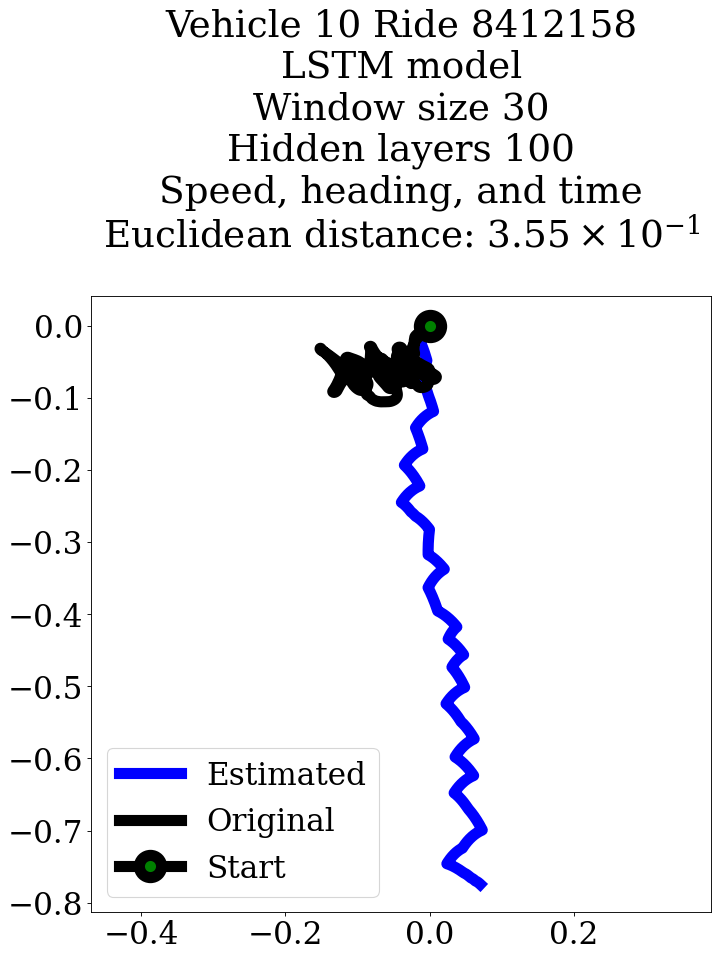 Vehicle 10 Ride 8412158
LSTM model
Window size 30
Hidden layers 100
Speed, heading, and time
Euclidean distance: 3.55 × 10⁻¹
0.0
−0.1
−0.2
−0.3
−0.4
−0.5
−0.6
−0.7
−0.8
Estimated
Original
Start
−0.4 −0.2 0.0 0.2